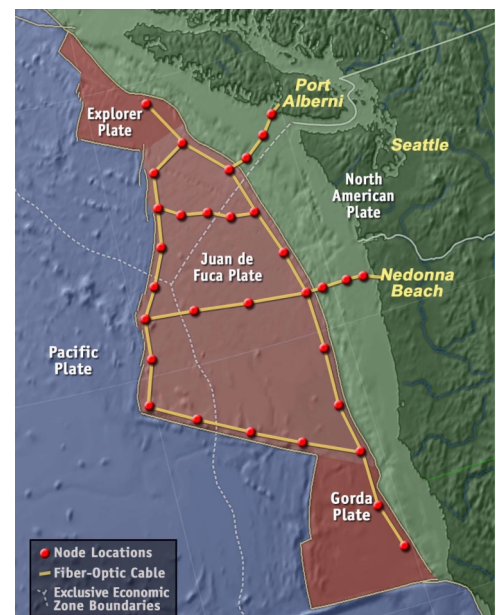 Port
Alberni
Explorer
Plate
Seattle
North
American
Plate
Juan de
Fuca Plate
Nedonna
Beach
Pacific
Plate
Gorda
Plate
Node Locations
Fiber-Optic Cable
Exclusive Economic
Zone Boundaries